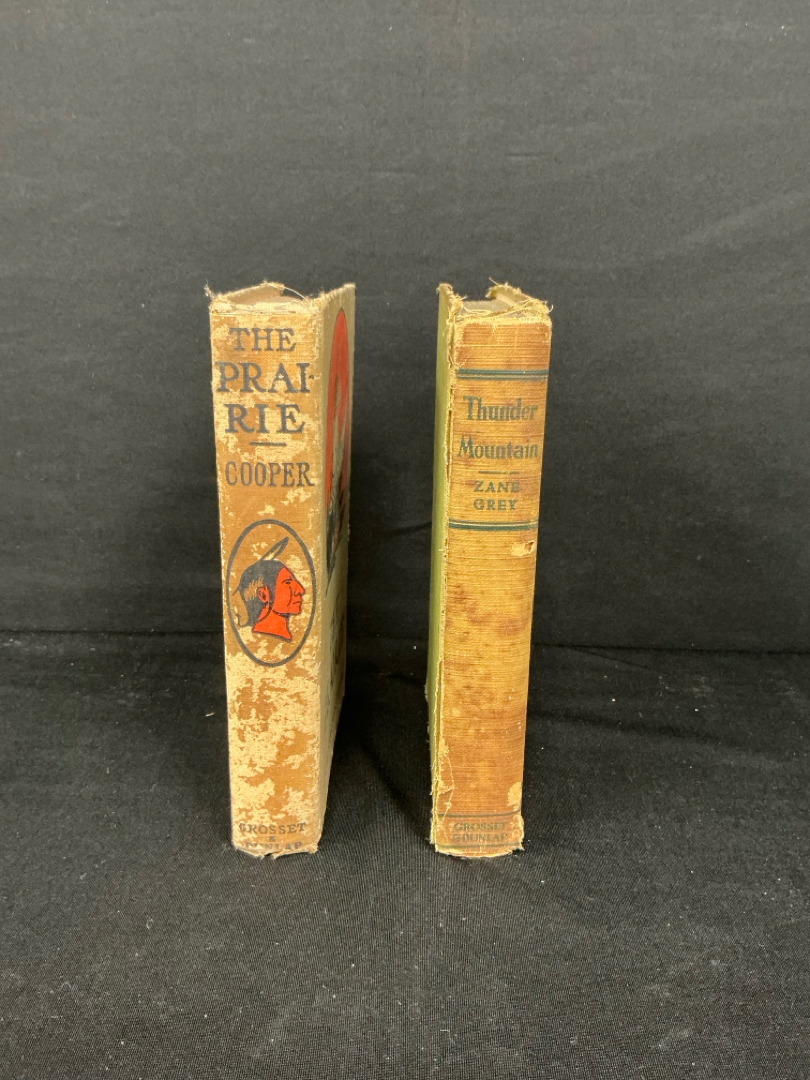 THE
PRAI-
RIE
COOPER
GROSSET
&
DUNLAP
Thunder
Mountain
ZANE
GREY
GROSSET
& DUNLAP